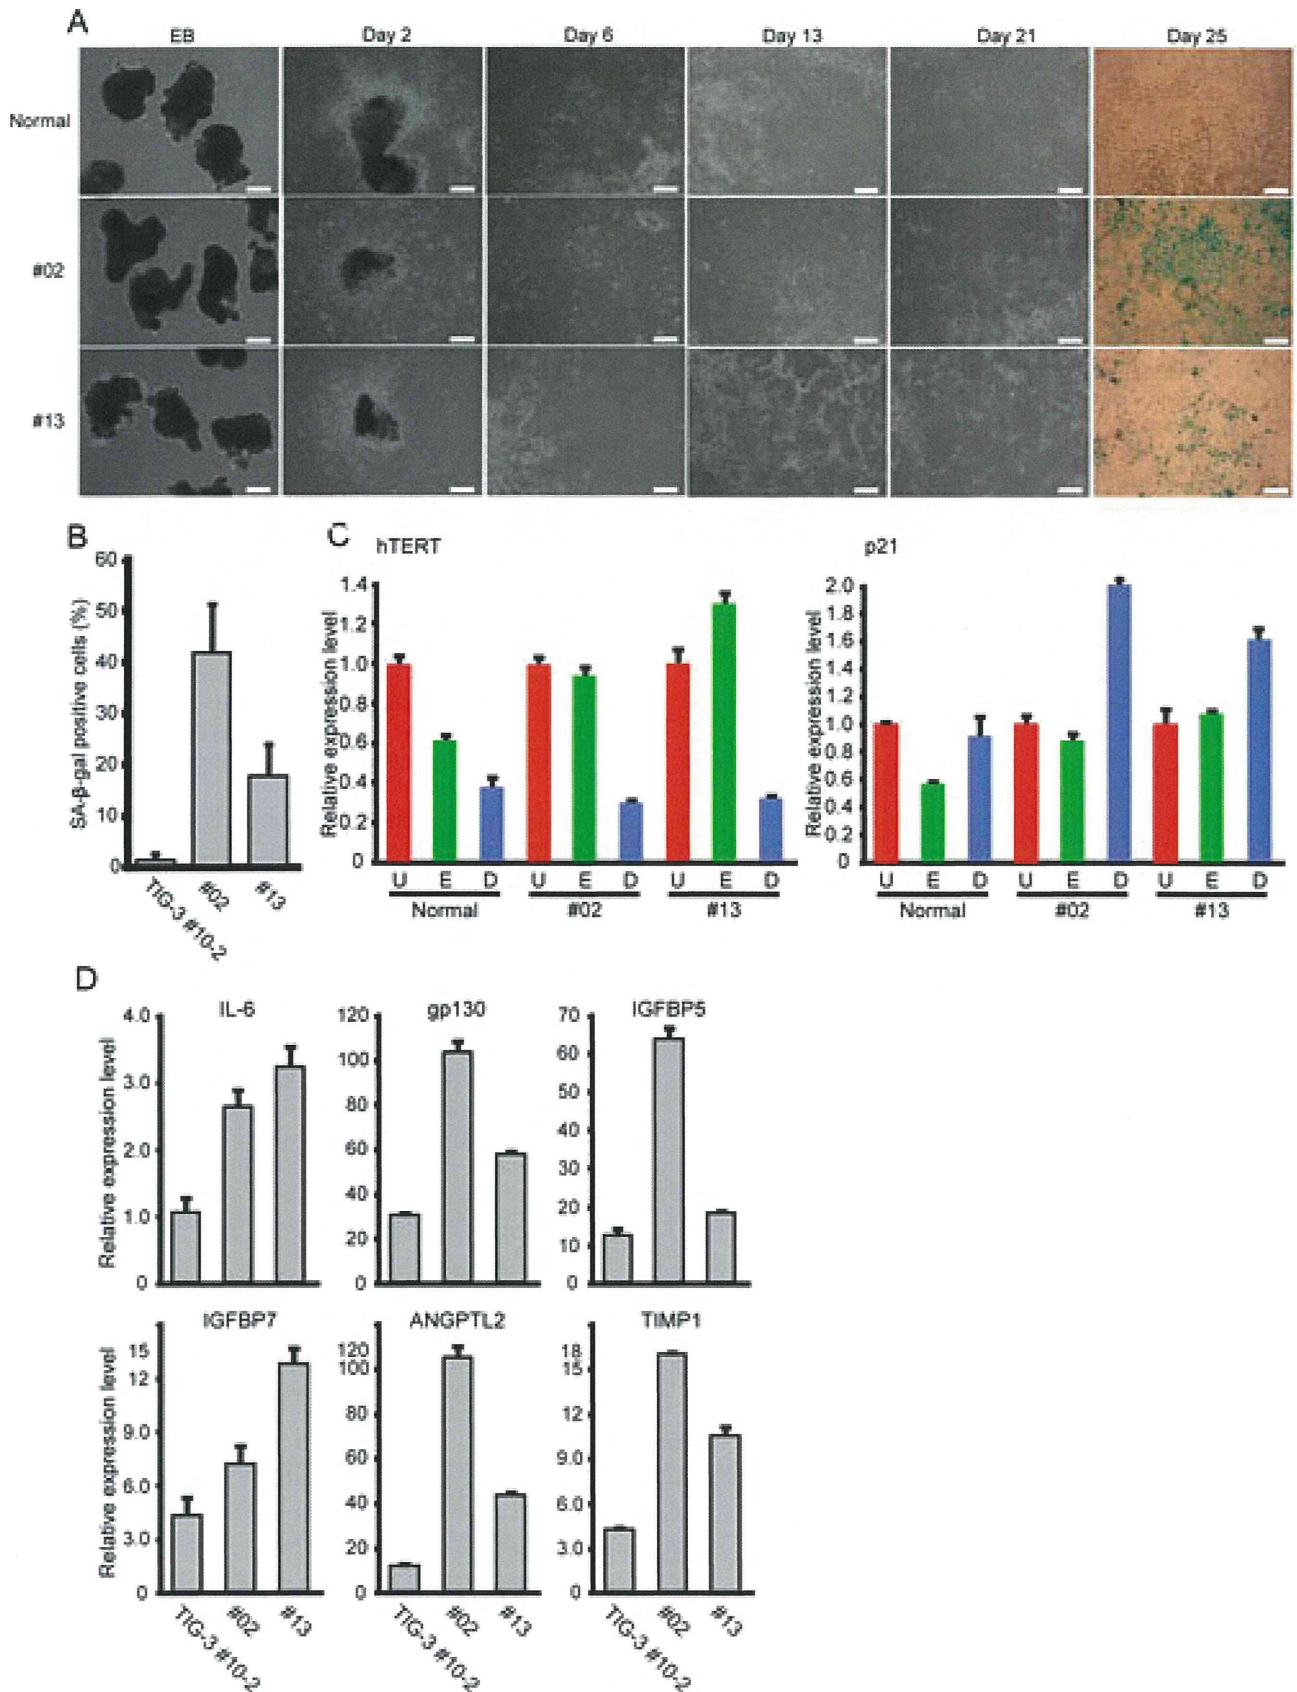 A
EB Day 2 Day 6 Day 13 Day 21 Day 25
Normal
#02
#13
B
SA-β-gal positive cells (%)
60
50
40
30
20
10
0
TIG-3 #10-2 #02 #13
C
hTERT
Relative expression level
1.4
1.2
1.0
0.8
0.6
0.4
0.2
0
U E D U E D U E D
Normal #02 #13
p21
Relative expression level
2.0
1.8
1.6
1.4
1.2
1.0
0.8
0.6
0.4
0.2
0
U E D U E D U E D
Normal #02 #13
D
IL-6
Relative expression level
4.0
3.0
2.0
1.0
0
gp130
120
100
80
60
40
20
0
IGFBP5
70
60
50
40
30
20
10
0
IGFBP7
Relative expression level
15
12
9.0
6.0
3.0
0
TIG-3 #10-2 #02 #13
ANGPTL2
120
100
80
60
40
20
0
TIG-3 #10-2 #02 #13
TIMP1
18
15
12
9.0
6.0
3.0
0
TIG-3 #10-2 #02 #13